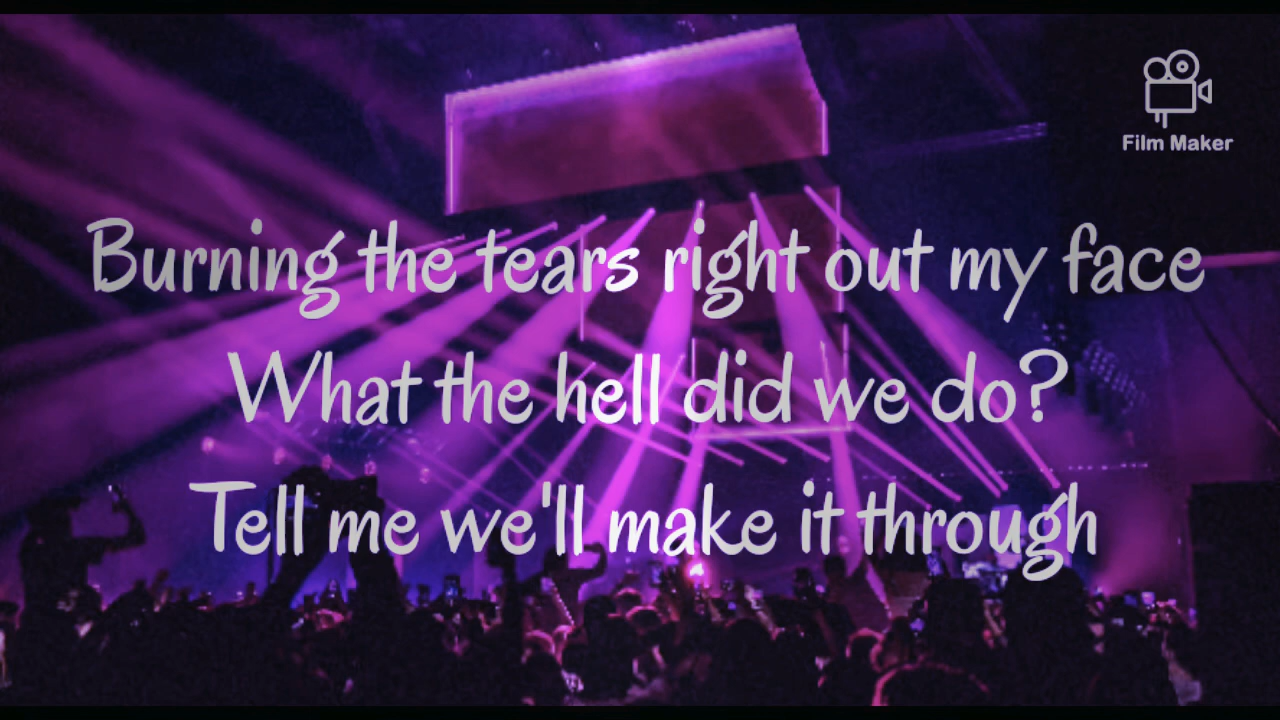 Film Maker
Burning the tears right out my face
What the hell did we do?
Tell me we'll make it through